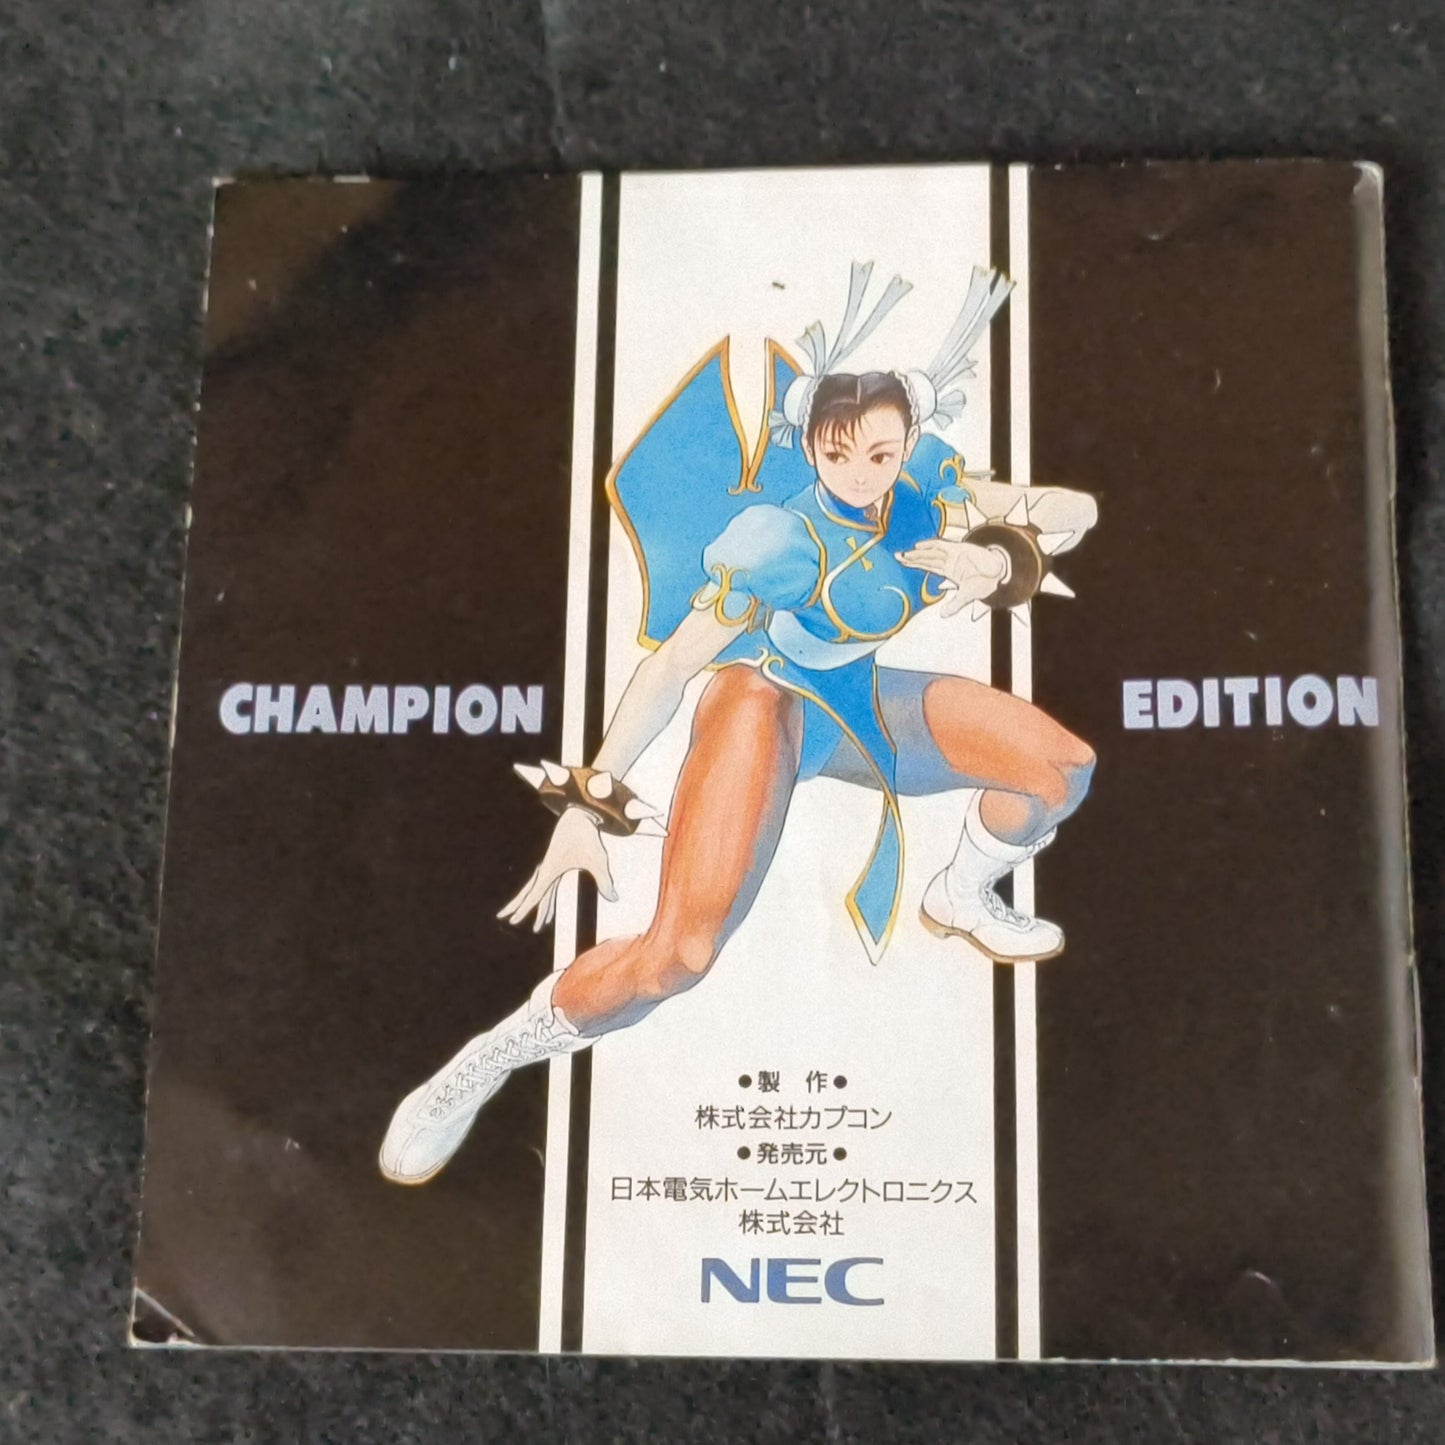 CHAMPION EDITION
●製 作●
株式会社カプコン
●発売元●
日本電気ホームエレクトロニクス
株式会社
NEC